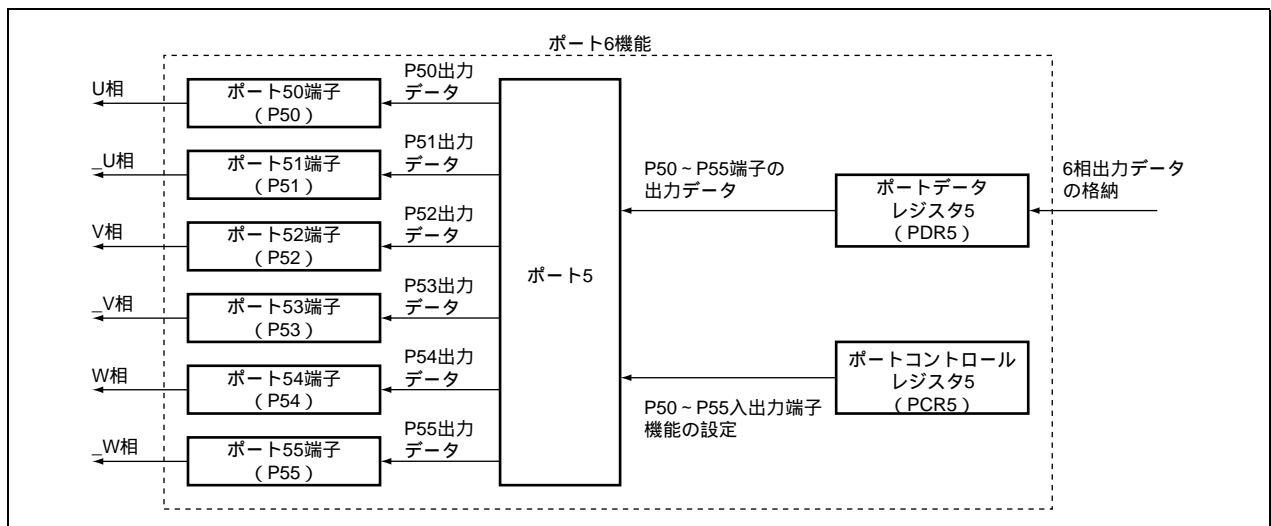 ポート6機能
U相
ポート50端子
（P50）
P50出力
データ
_U相
ポート51端子
（P51）
P51出力
データ
V相
ポート52端子
（P52）
P52出力
データ
_V相
ポート53端子
（P53）
P53出力
データ
W相
ポート54端子
（P54）
P54出力
データ
_W相
ポート55端子
（P55）
P55出力
データ
ポート5
P50～P55端子の
出力データ
ポートデータ
レジスタ5
（PDR5）
6相出力データ
の格納
P50～P55入出力端子
機能の設定
ポートコントロール
レジスタ5
（PCR5）